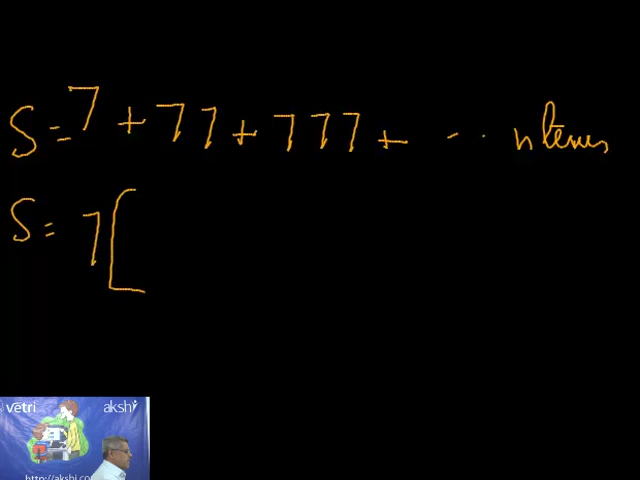 S = 7 + 77 + 777 + - - - n terms
S = 7 [
vetri akshi
http://akshi.com